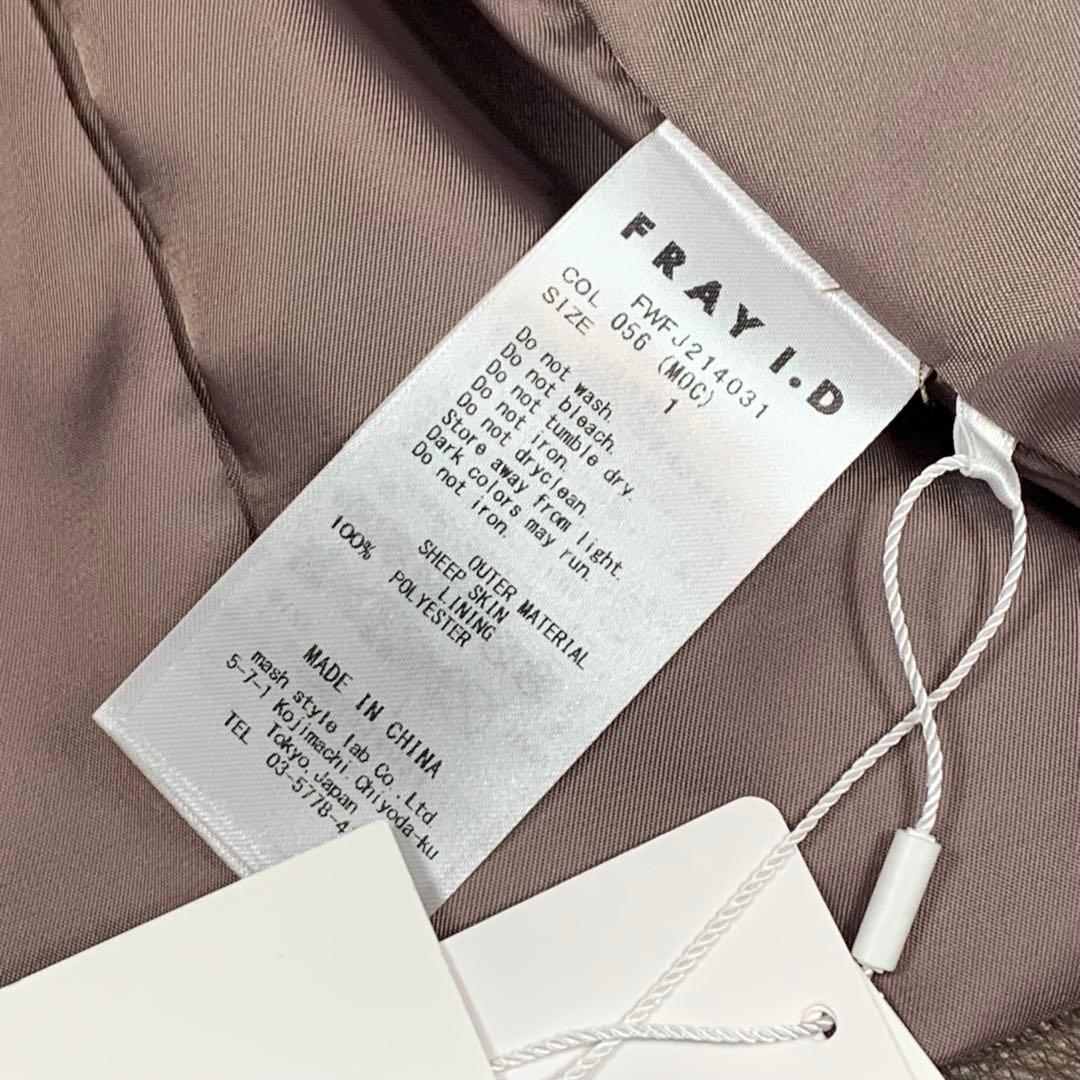 FRAY I.D
FWFJ214031
COL 056 (MOC)
SIZE 1
Do not wash.
Do not bleach.
Do not tumble dry.
Do not iron.
Do not dryclean.
Store away from light.
Dark colors may run.
Do not iron.
OUTER MATERIAL
SHEEP SKIN
LINING
100% POLYESTER
MADE IN CHINA
mash style lab Co.,Ltd.
5-7-1 Kojimachi Chiyoda-ku
Tokyo,Japan
TEL 03-5778-4